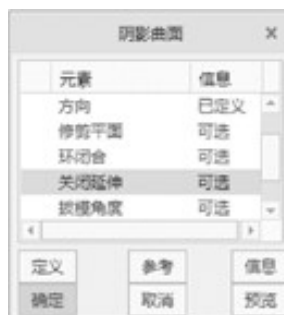 阴影曲面 ×
元素 信息
方向 已定义
修剪平面 可选
环闭合 可选
关闭延伸 可选
拔模角度 可选
定义 参考 信息
确定 取消 预览